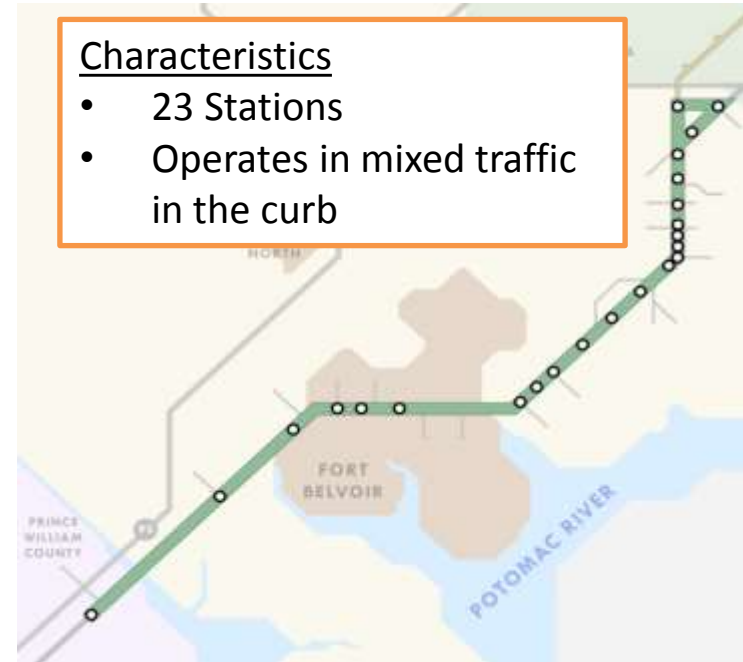 Characteristics
• 23 Stations
• Operates in mixed traffic
in the curb
NORTH
FORT
BELVOIR
PRINCE
WILLIAM
COUNTY
POTOMAC RIVER